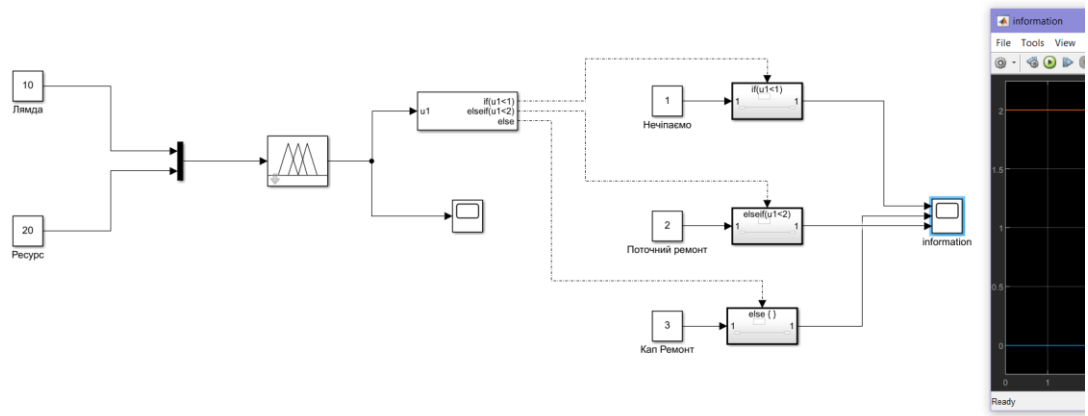 10
Лямда
20
Ресурс
u1
if(u1<1)
elseif(u1<2)
else
1
Нечіпаємо
if(u1<1)
1
1
2
Поточний ремонт
elseif(u1<2)
1
1
3
Кап Ремонт
else { }
1
1
information
information
File Tools View
2
1.5
1
0.5
0
0
1
Ready